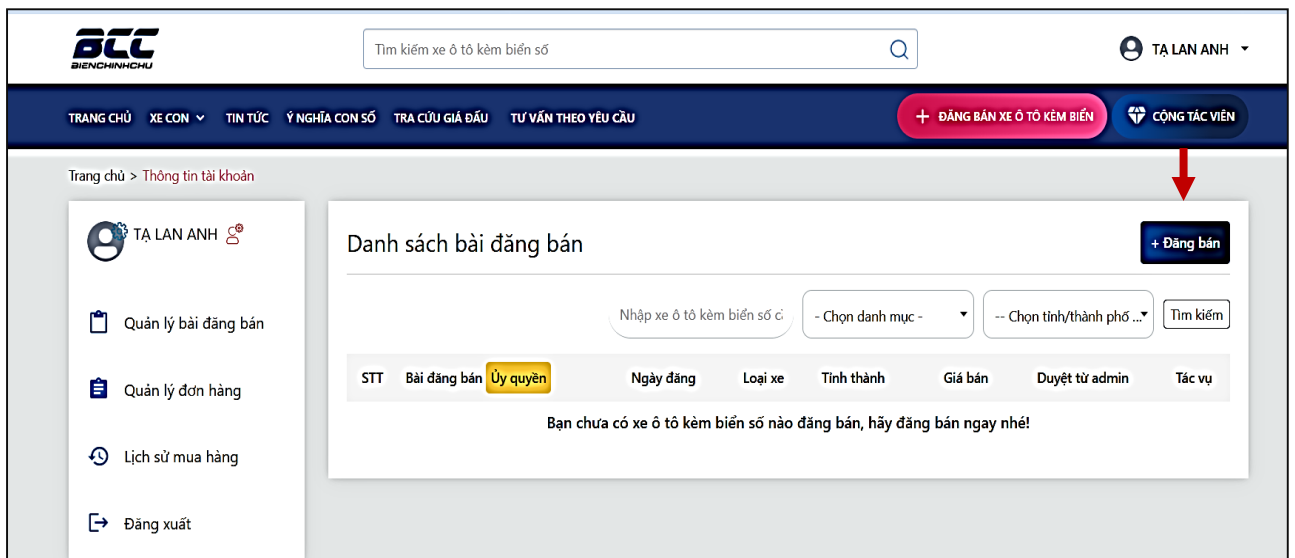 BCC
BIENCHINHCHU
Tìm kiếm xe ô tô kèm biển số
TẠ LAN ANH
TRANG CHỦ XE CON TIN TỨC Ý NGHĨA CON SỐ TRA CỨU GIÁ ĐẤU TƯ VẤN THEO YÊU CẦU
+ ĐĂNG BÁN XE Ô TÔ KÈM BIỂN
CỘNG TÁC VIÊN
Trang chủ > Thông tin tài khoản
TẠ LAN ANH
Quản lý bài đăng bán
Quản lý đơn hàng
Lịch sử mua hàng
Đăng xuất
Danh sách bài đăng bán
+ Đăng bán
Nhập xe ô tô kèm biển số c
- Chọn danh mục -
-- Chọn tỉnh/thành phố ...
Tìm kiếm
STT Bài đăng bán Ủy quyền Ngày đăng Loại xe Tỉnh thành Giá bán Duyệt từ admin Tác vụ
Bạn chưa có xe ô tô kèm biển số nào đăng bán, hãy đăng bán ngay nhé!